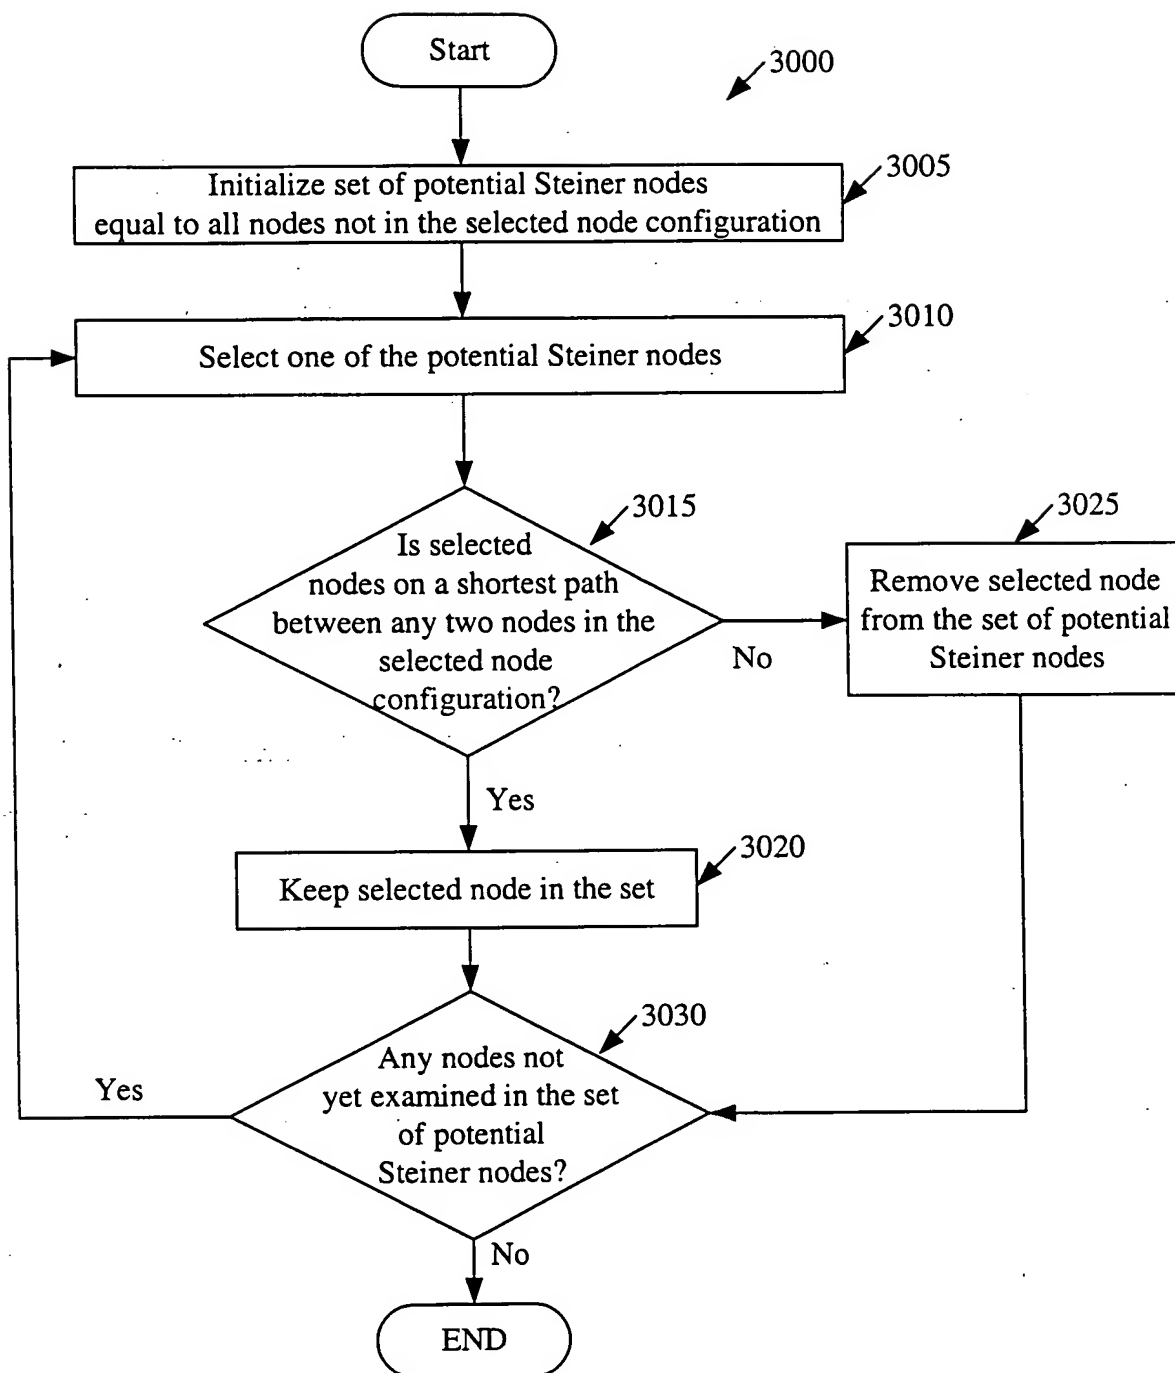 Start
3000
3005
Initialize set of potential Steiner nodes
equal to all nodes not in the selected node configuration
3010
Select one of the potential Steiner nodes
3015
Is selected
nodes on a shortest path
between any two nodes in the
selected node
configuration?
No
3025
Remove selected node
from the set of potential
Steiner nodes
Yes
3020
Keep selected node in the set
3030
Any nodes not
yet examined in the set
of potential
Steiner nodes?
Yes
No
END